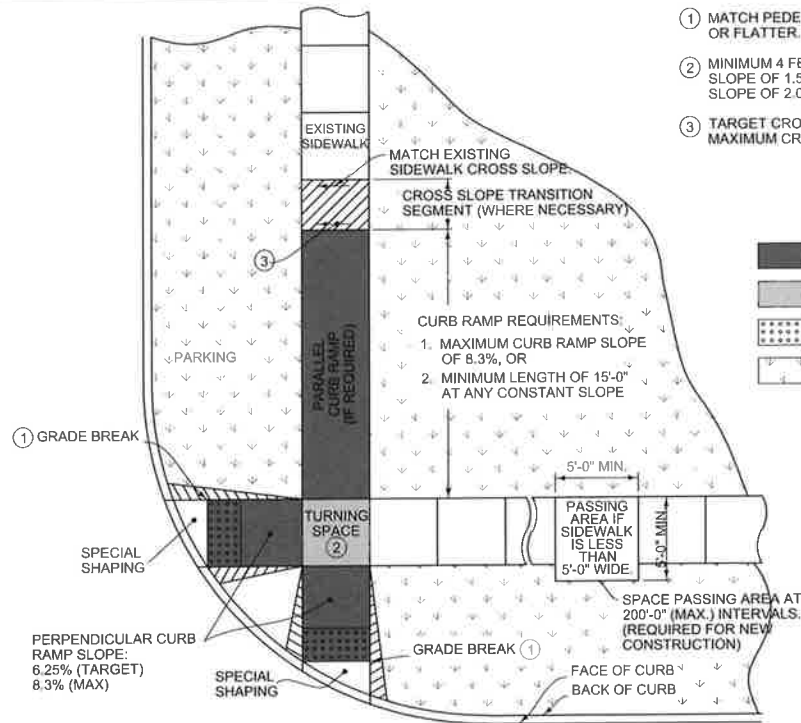 ① MATCH PEDE
OR FLATTER.
② MINIMUM 4 FE
SLOPE OF 1.5
SLOPE OF 2.0
③ TARGET CRO
MAXIMUM CR
EXISTING
SIDEWALK
MATCH EXISTING
SIDEWALK CROSS SLOPE.
CROSS SLOPE TRANSITION
SEGMENT (WHERE NECESSARY)
③
PARALLEL
CURB RAMP
(IF REQUIRED)
CURB RAMP REQUIREMENTS:
1. MAXIMUM CURB RAMP SLOPE
OF 8.3%, OR
2. MINIMUM LENGTH OF 15'-0"
AT ANY CONSTANT SLOPE
PARKING
① GRADE BREAK
5'-0" MIN.
TURNING
SPACE
②
PASSING
AREA IF
SIDEWALK
IS LESS
THAN
5'-0" WIDE.
5'-0" MIN.
SPECIAL
SHAPING
SPACE PASSING AREA AT
200'-0" (MAX.) INTERVALS.
(REQUIRED FOR NEW
CONSTRUCTION)
PERPENDICULAR CURB
RAMP SLOPE:
6.25% (TARGET)
8.3% (MAX)
SPECIAL
SHAPING
GRADE BREAK ①
FACE OF CURB
BACK OF CURB